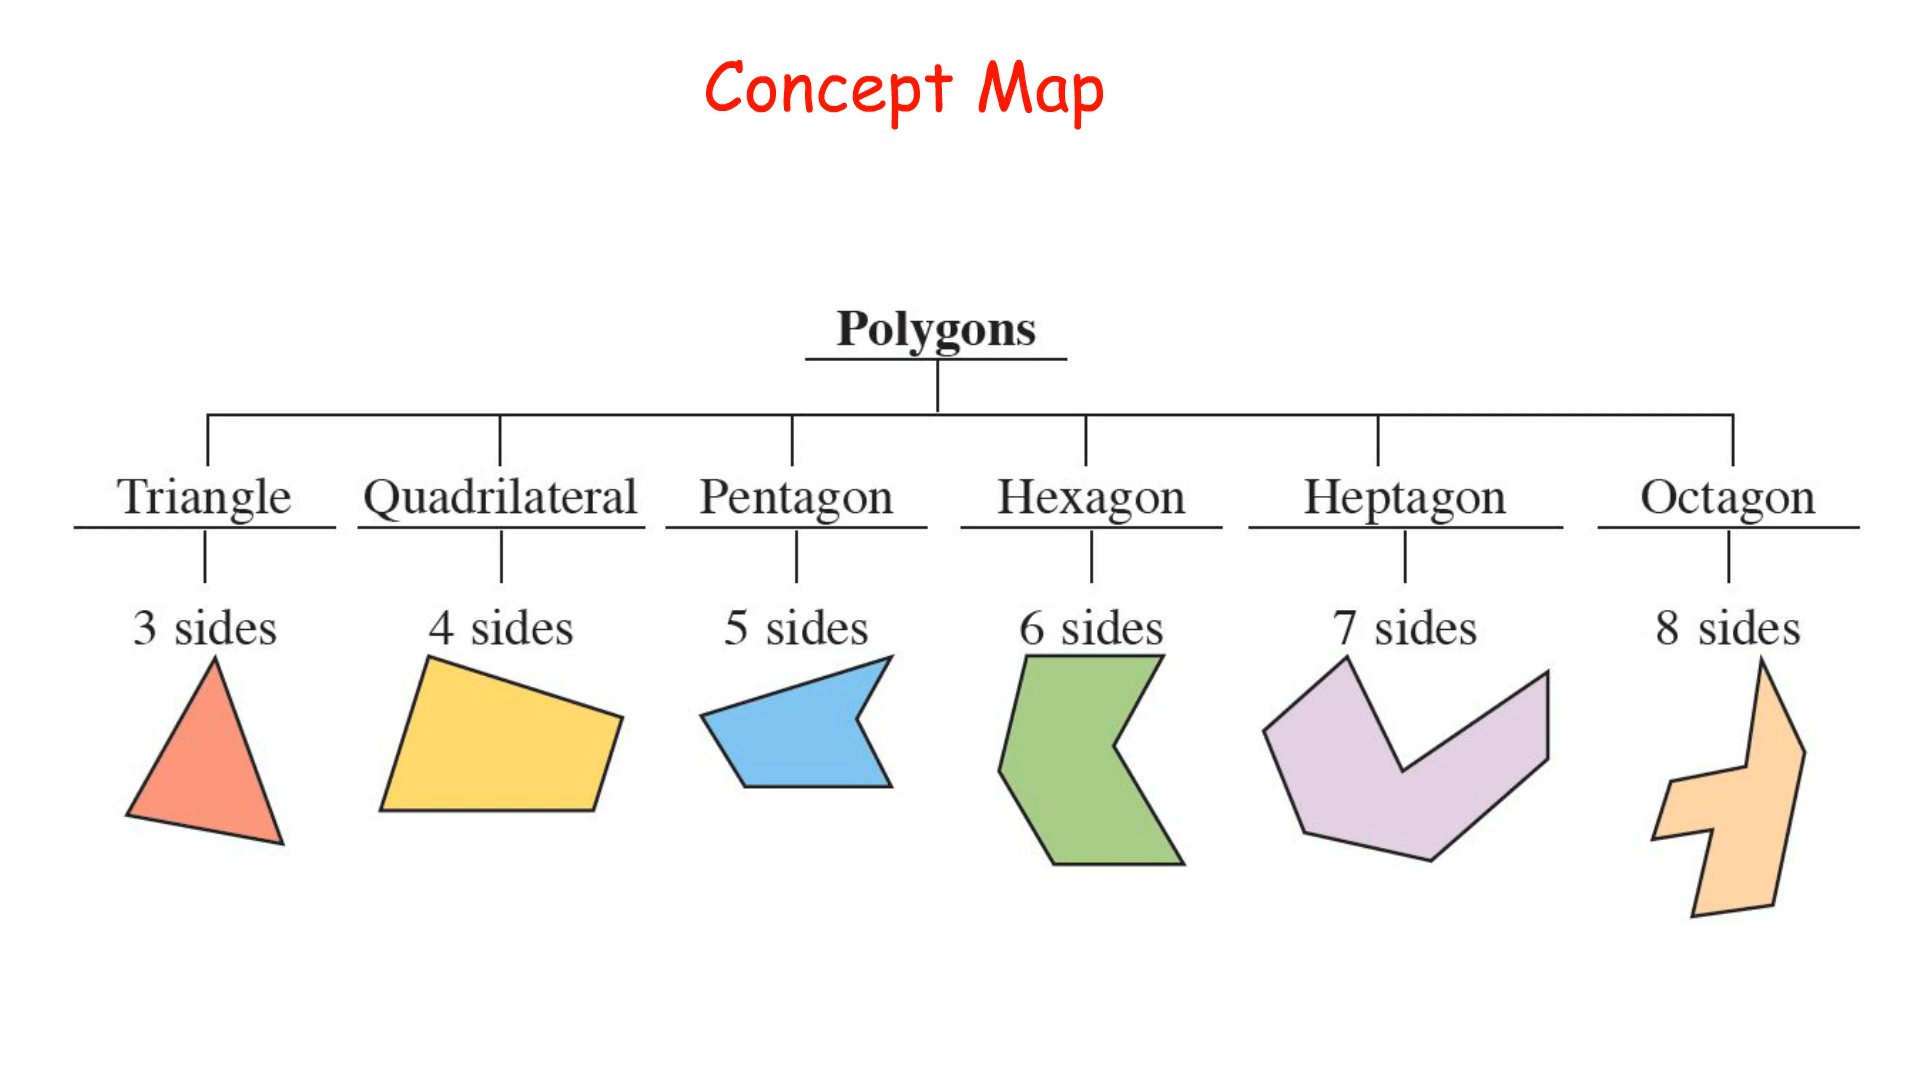 Concept Map
Polygons
Triangle Quadrilateral Pentagon Hexagon Heptagon Octagon
3 sides 4 sides 5 sides 6 sides 7 sides 8 sides